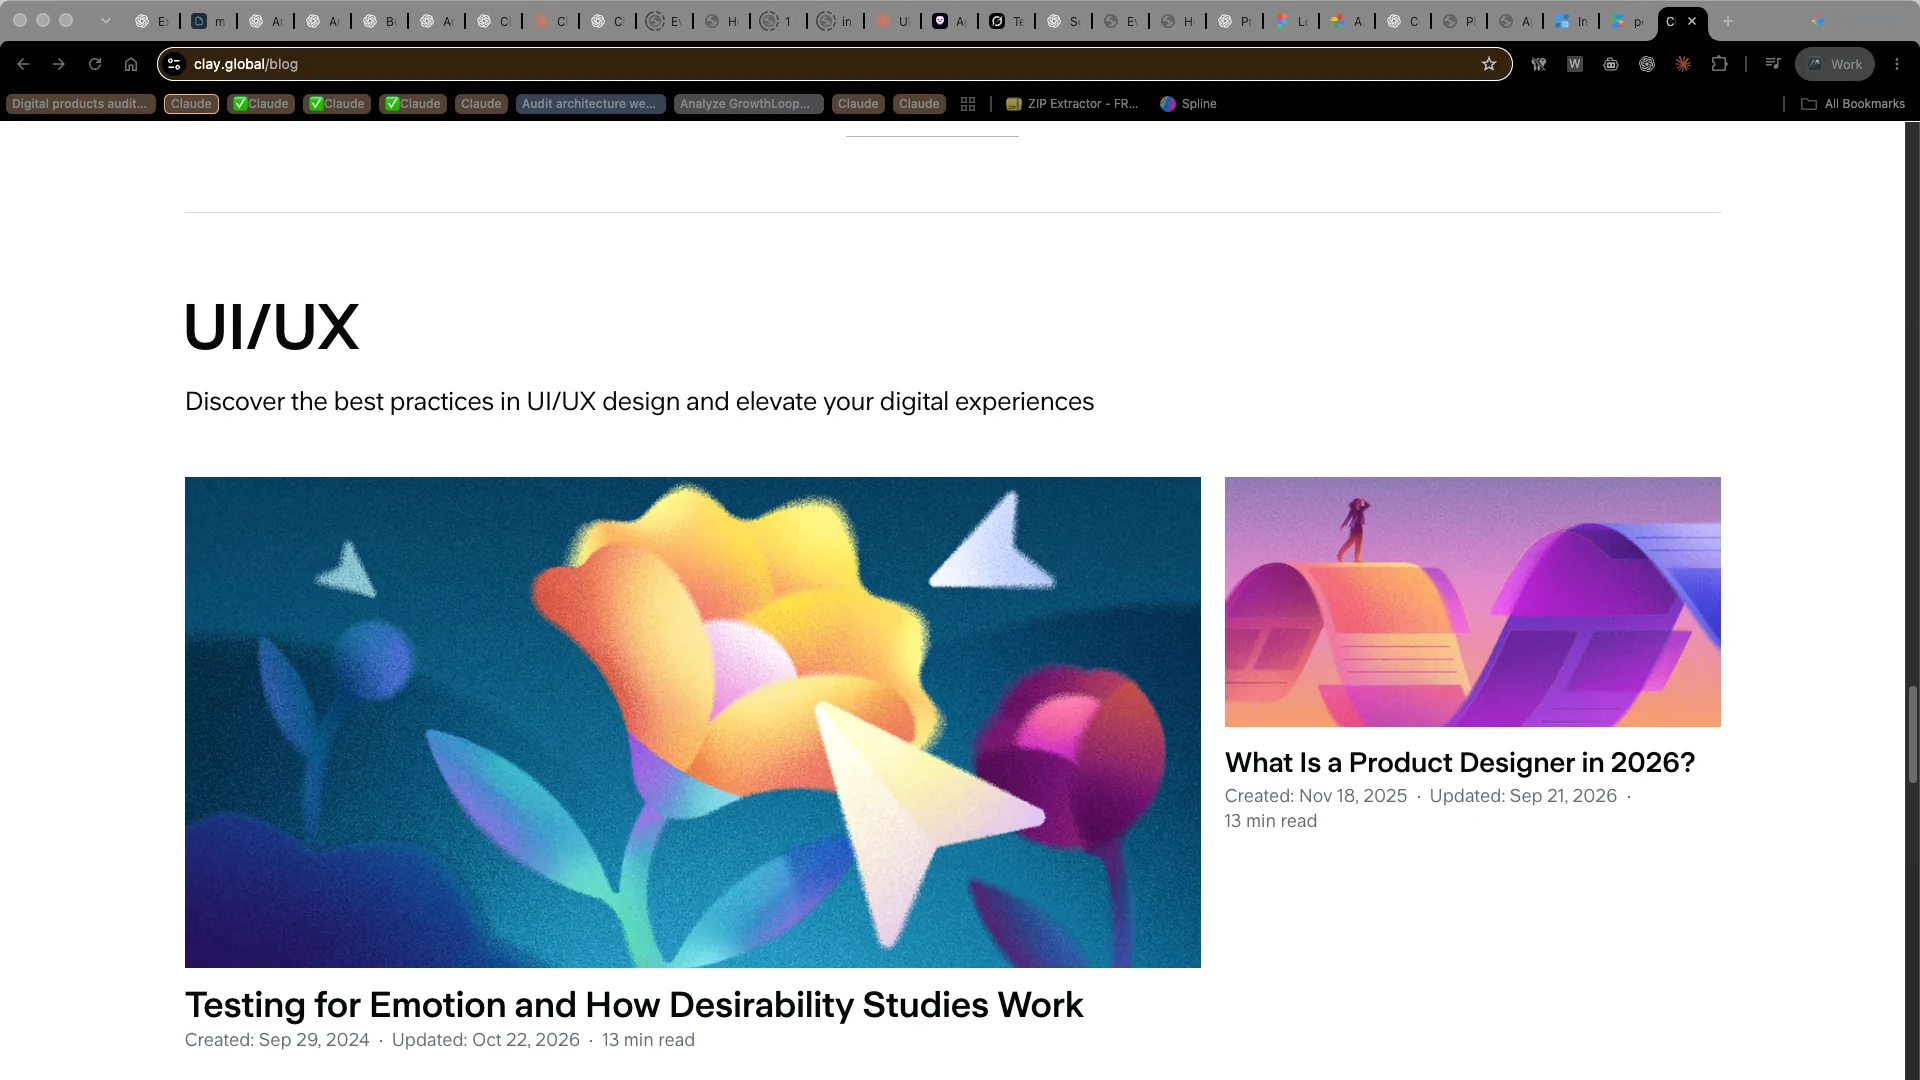 clay.global/blog
Work
Digital products audit...
Claude
✅Claude
✅Claude
✅Claude
Claude
Audit architecture we...
Analyze GrowthLoop...
Claude
Claude
ZIP Extractor - FR...
Spline
All Bookmarks
UI/UX
Discover the best practices in UI/UX design and elevate your digital experiences
What Is a Product Designer in 2026?
Created: Nov 18, 2025 · Updated: Sep 21, 2026 ·
13 min read
Testing for Emotion and How Desirability Studies Work
Created: Sep 29, 2024 · Updated: Oct 22, 2026 · 13 min read